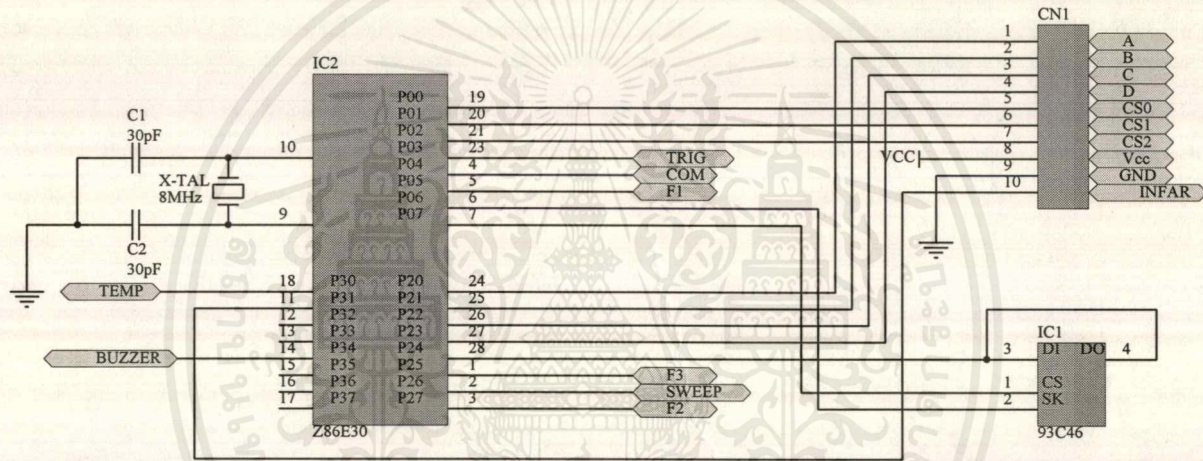 CN1
1
A
2
B
3
C
4
D
5
CS0
6
CS1
7
CS2
8
VCC
Vcc
9
GND
10
INFAR
IC2
P00 19
P01 20
P02 21
P03 23
P04 4
P05 5
P06 6
P07 7
TRIG
COM
F1
C1
30pF
10
X-TAL
8MHz
9
C2
30pF
TEMP
BUZZER
18 P30
11 P31
12 P32
13 P33
14 P34
15 P35
16 P36
17 P37
P20 24
P21 25
P22 26
P23 27
P24 28
P25 1
P26 2
P27 3
F3
SWEEP
F2
Z86E30
IC1
3 DI DO 4
1 CS
2 SK
93C46